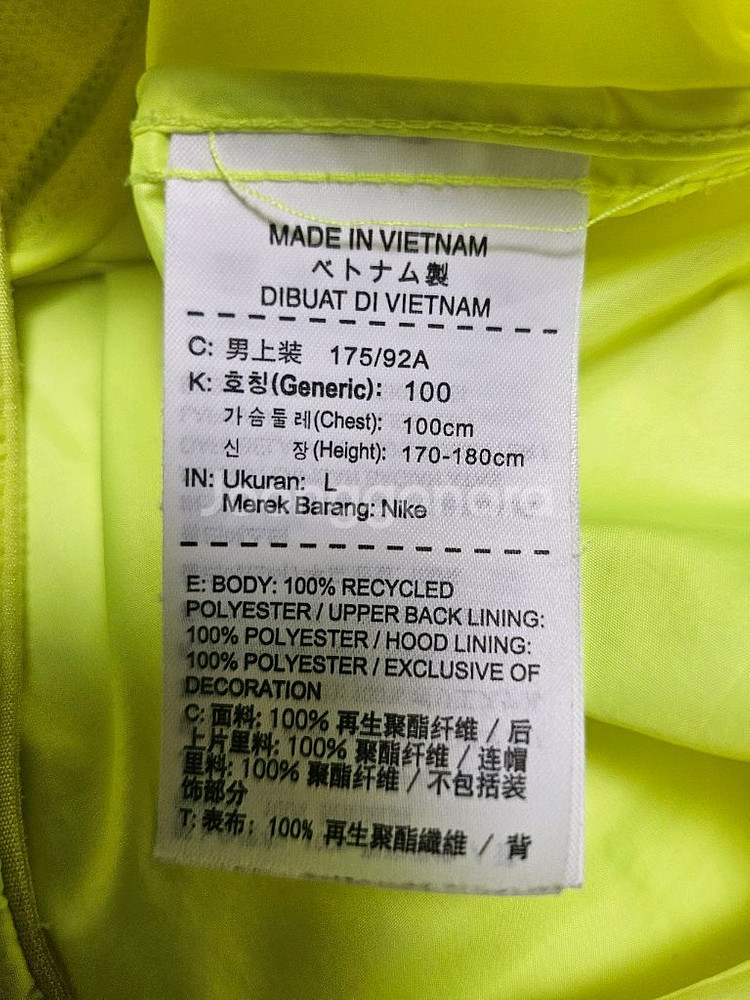 MADE IN VIETNAM
ベトナム製
DIBUAT DI VIETNAM
C: 男上装 175/92A
K: 호칭(Generic): 100
가슴둘레(Chest): 100cm
신 장(Height): 170-180cm
IN: Ukuran: L
Merek Barang: Nike
E: BODY: 100% RECYCLED
POLYESTER / UPPER BACK LINING:
100% POLYESTER / HOOD LINING:
100% POLYESTER / EXCLUSIVE OF
DECORATION
C: 面料: 100% 再生聚酯纤维 / 后
上片里料: 100% 聚酯纤维 / 连帽
里料: 100% 聚酯纤维 / 不包括装
饰部分
T: 表布: 100% 再生聚酯纖維 / 背